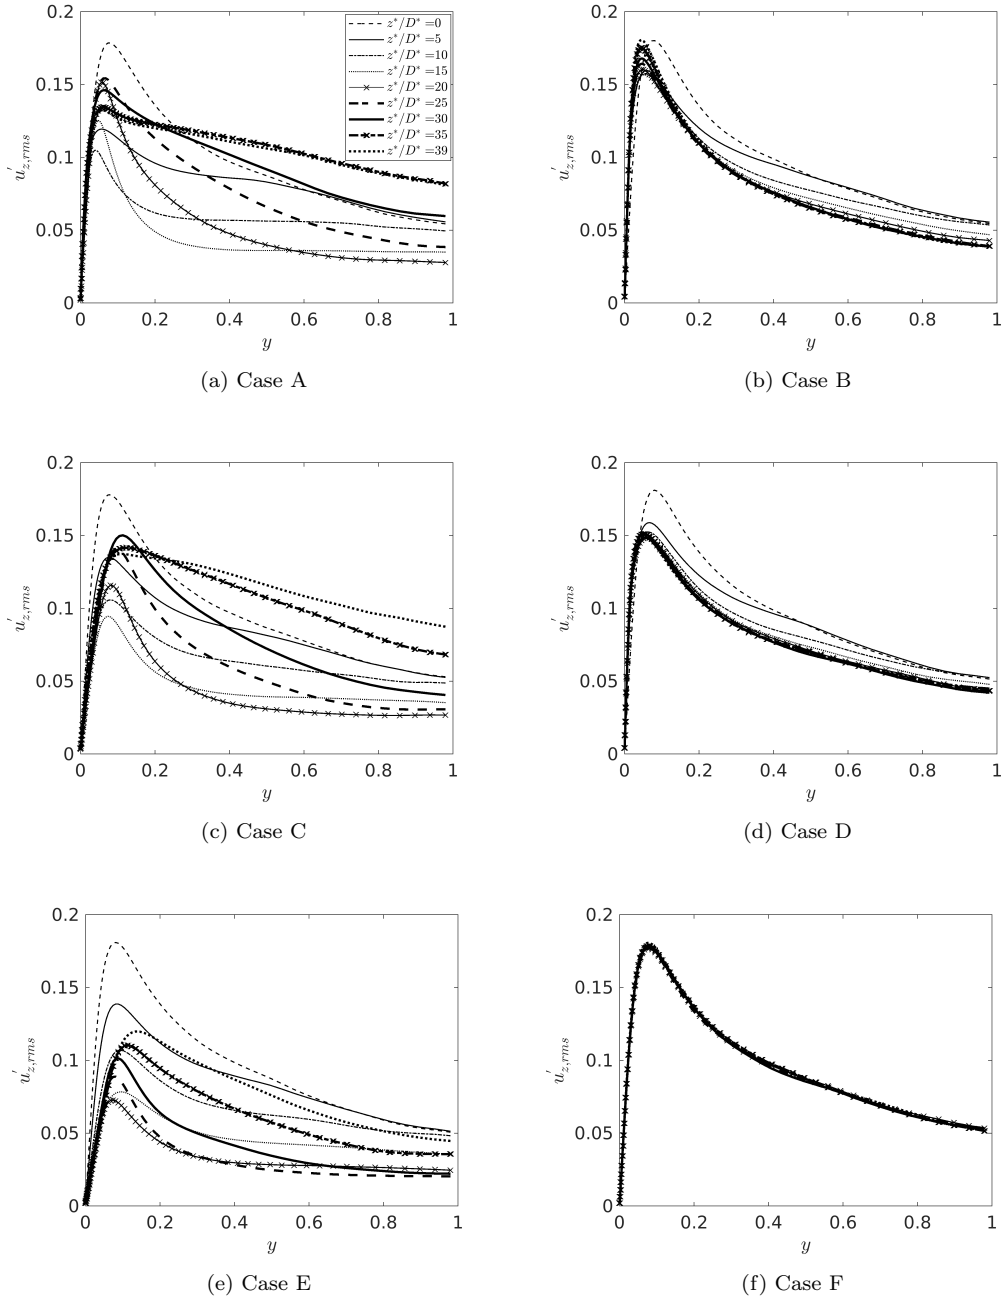 0.2
0.15
0.1
0.05
0
u'z,rms
0 0.2 0.4 0.6 0.8 1
y
z*/D* =0
z*/D* =5
z*/D* =10
z*/D* =15
z*/D* =20
z*/D* =25
z*/D* =30
z*/D* =35
z*/D* =39
(a) Case A
0.2
0.15
0.1
0.05
0
u'z,rms
0 0.2 0.4 0.6 0.8 1
y
(b) Case B
0.2
0.15
0.1
0.05
0
u'z,rms
0 0.2 0.4 0.6 0.8 1
y
(c) Case C
0.2
0.15
0.1
0.05
0
u'z,rms
0 0.2 0.4 0.6 0.8 1
y
(d) Case D
0.2
0.15
0.1
0.05
0
u'z,rms
0 0.2 0.4 0.6 0.8 1
y
(e) Case E
0.2
0.15
0.1
0.05
0
u'z,rms
0 0.2 0.4 0.6 0.8 1
y
(f) Case F